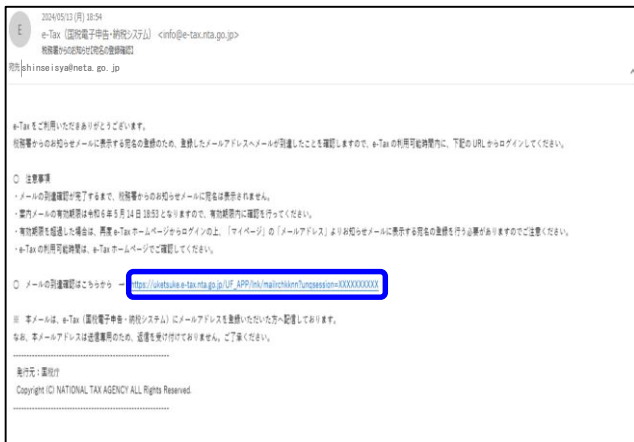 E
2024/05/13 (月) 18:54
e-Tax（国税電子申告・納税システム） <info@e-tax.nta.go.jp>
税務署からのお知らせ【宛名の登録確認】
宛先 shinseisya@neta.go.jp
e-Taxをご利用いただきありがとうございます。
税務署からのお知らせメールに表示する宛名の登録のため、登録したメールアドレスへメールが到達したことを確認しますので、e-Taxの利用可能時間内に、下記のURLからログインしてください。
○ 注意事項
・メールの到達確認が完了するまで、税務署からのお知らせメールに宛名は表示されません。
・案内メールの有効期限は令和6年5月14日 18:53となりますので、有効期限内に確認を行ってください。
・有効期限を超過した場合は、再度e-Taxホームページからログインの上、「マイページ」の「メールアドレス」よりお知らせメールに表示する宛名の登録を行う必要がありますのでご注意ください。
・e-Taxの利用可能時間は、e-Taxホームページでご確認してください。
○ メールの到達確認はこちらから → https://uketsuke.e-tax.nta.go.jp/UF_APP/lnk/mailrchkknn?unqsession=XXXXXXXXXX
※ 本メールは、e-Tax（国税電子申告・納税システム）にメールアドレスを登録いただいた方へ配信しております。
なお、本メールアドレスは送信専用のため、返信を受け付けておりません。ご了承ください。
-------------------------------------------------------
発行元：国税庁
Copyright (C) NATIONAL TAX AGENCY ALL Rights Reserved.
-------------------------------------------------------